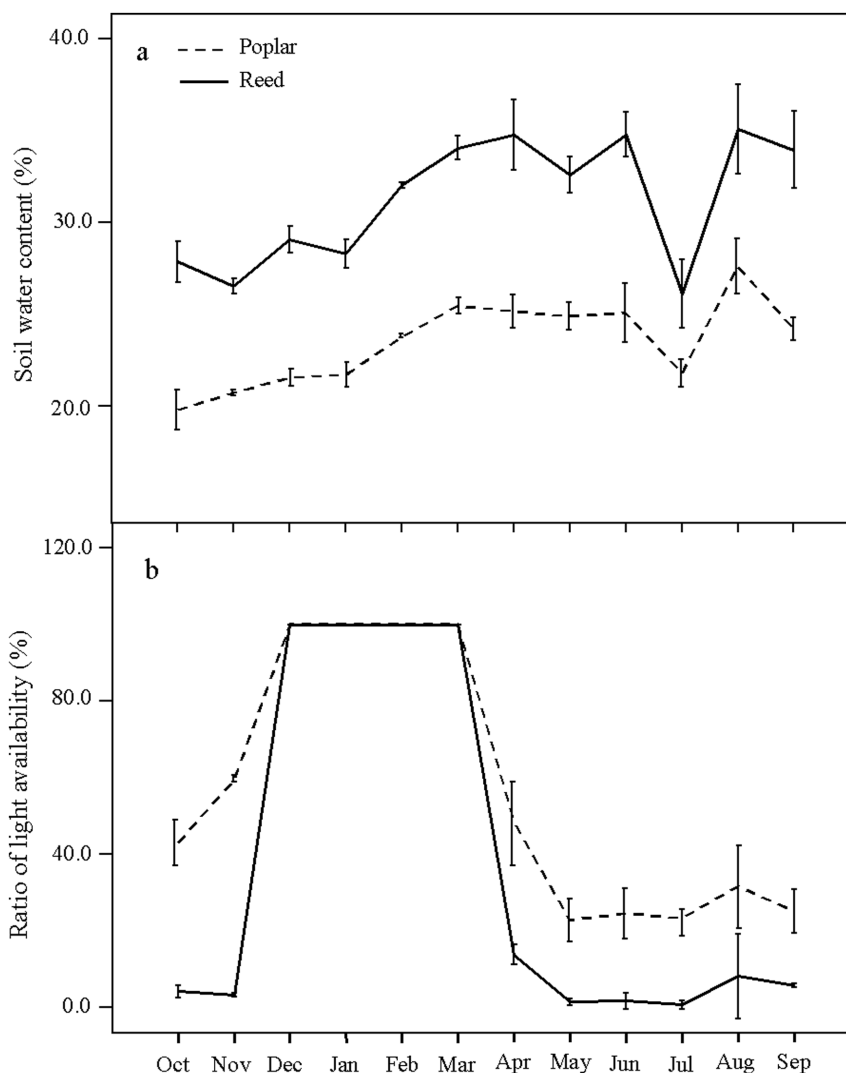 a
Poplar
Reed
Soil water content (%)
40.0
30.0
20.0
b
Ratio of light availability (%)
120.0
80.0
40.0
0.0
Oct Nov Dec Jan Feb Mar Apr May Jun Jul Aug Sep